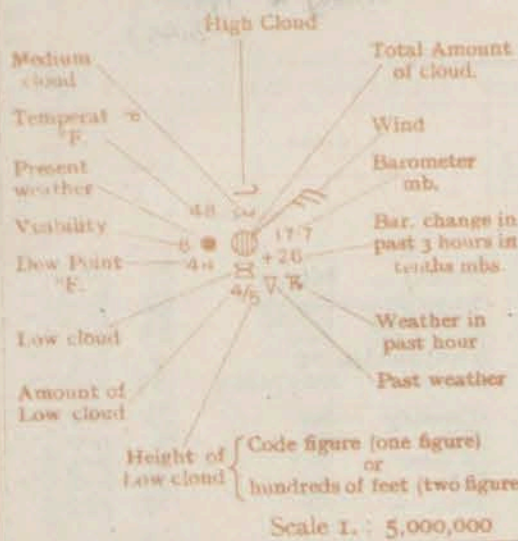 High Cloud
Medium
cloud
Total Amount
of cloud.
Temperat
°F.
Wind
Present
weather
Barometer
mb.
48
17.7
Visibility
6
Bar. change in
past 3 hours in
tenths mbs.
+26
Dew Point
°F.
44
4/5
Low cloud
Weather in
past hour
Amount of
Low cloud
Past weather
Height of
Low cloud
Code figure (one figure)
or
hundreds of feet (two figure
Scale 1. : 5,000,000